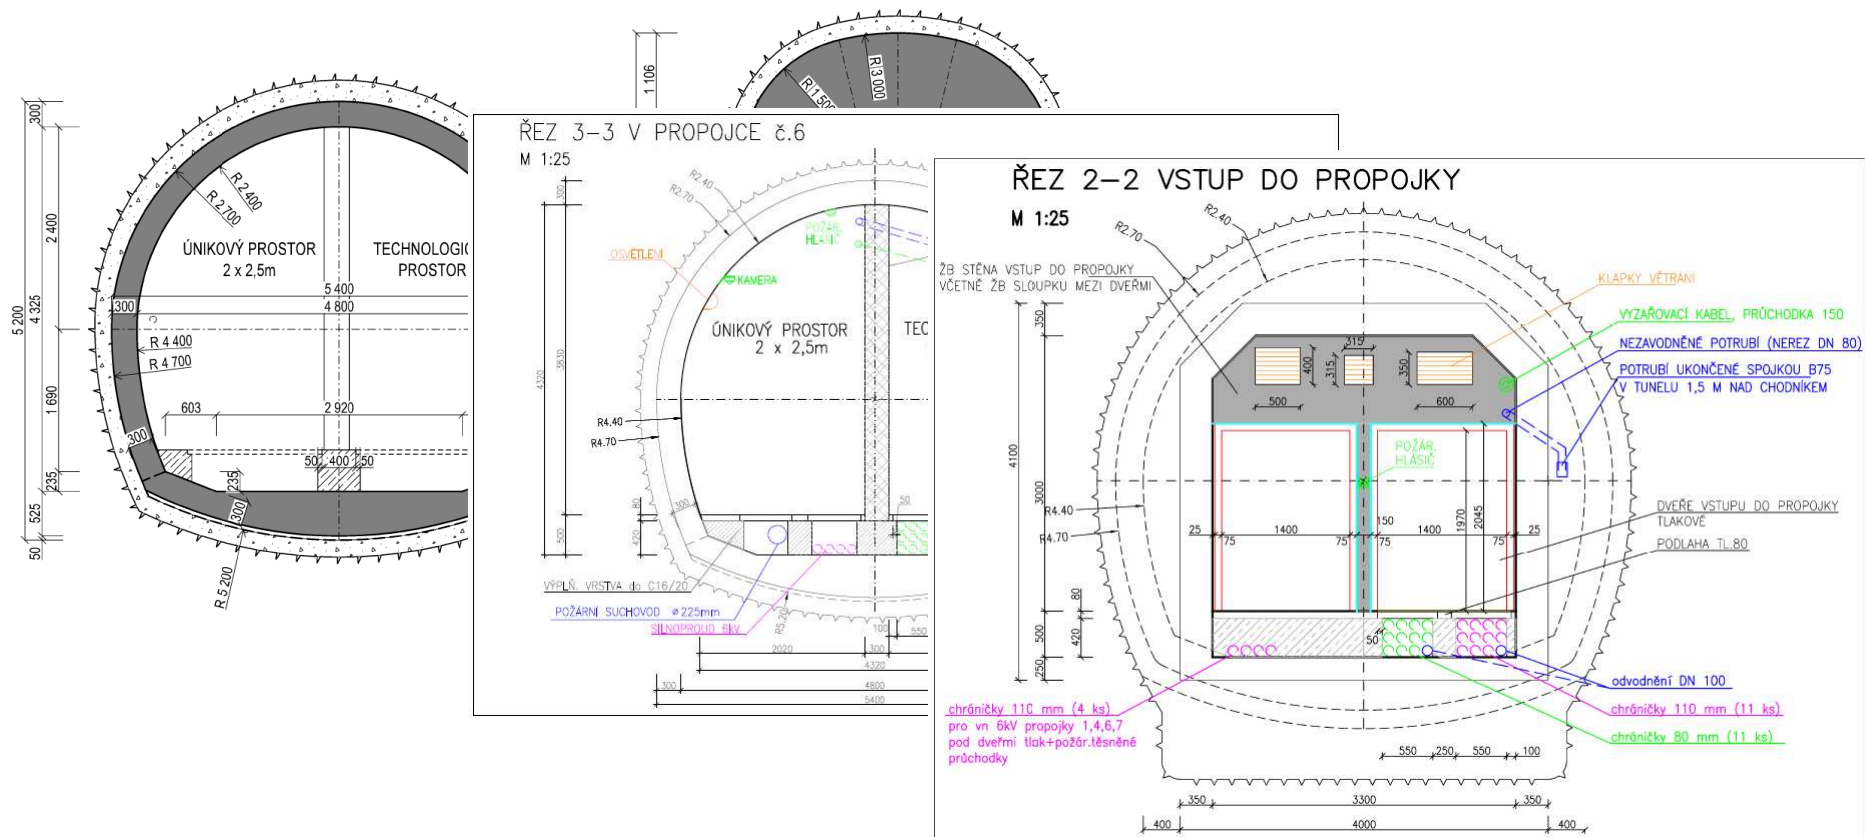 300
2 400
5 200
4 325
1 690
235
525
50
R 2 400
R 2 700
ÚNIKOVÝ PROSTOR
2 x 2,5m
TECHNOLOGIC
PROSTOR
5 400
300
4 800
R 4 400
R 4 700
603
2 920
300
50
400
50
235
300
R 5 200
1 106
R 1 500
R 3 000
ŘEZ 3-3 V PROPOJCE č.6
M 1:25
R2.40
R2.70
300
3830
4320
OSVĚTLENÍ
POŽÁR.
HLÁSIČ
KAMERA
ÚNIKOVÝ PROSTOR
2 x 2,5m
TEC
R4.40
R4.70
80
500
420
300
VÝPLŇ. VRSTVA do C16/20
POŽÁRNÍ SUCHOVOD ø225mm
SILNOPROUD 6kV
R5.20
100
550
2020
300
4320
300
4800
5400
ŘEZ 2-2 VSTUP DO PROPOJKY
M 1:25
R2.40
R2.70
ŽB STĚNA VSTUP DO PROPOJKY
VČETNĚ ŽB SLOUPKU MEZI DVEŘMI
KLAPKY VĚTRÁNÍ
VYZAŘOVACÍ KABEL, PRŮCHODKA 150
NEZAVODNĚNÉ POTRUBÍ (NEREZ DN 80)
POTRUBÍ UKONČENÉ SPOJKOU B75
V TUNELU 1,5 M NAD CHODNÍKEM
350
315
400
315
350
500
600
4100
3000
POŽÁR.
HLÁSIČ
R4.40
R4.70
1970
2045
DVEŘE VSTUPU DO PROPOJKY
TLAKOVÉ
PODLAHA TL.80
25
75
1400
75
150
75
1400
75
25
80
500
420
250
50
odvodnění DN 100
chráničky 110 mm (4 ks)
pro vn 6kV propojky 1,4,6,7
pod dveřmi tlak+požár.těsněné
průchodky
chráničky 110 mm (11 ks)
chráničky 80 mm (11 ks)
550
250
550
100
350
3300
350
400
4000
400